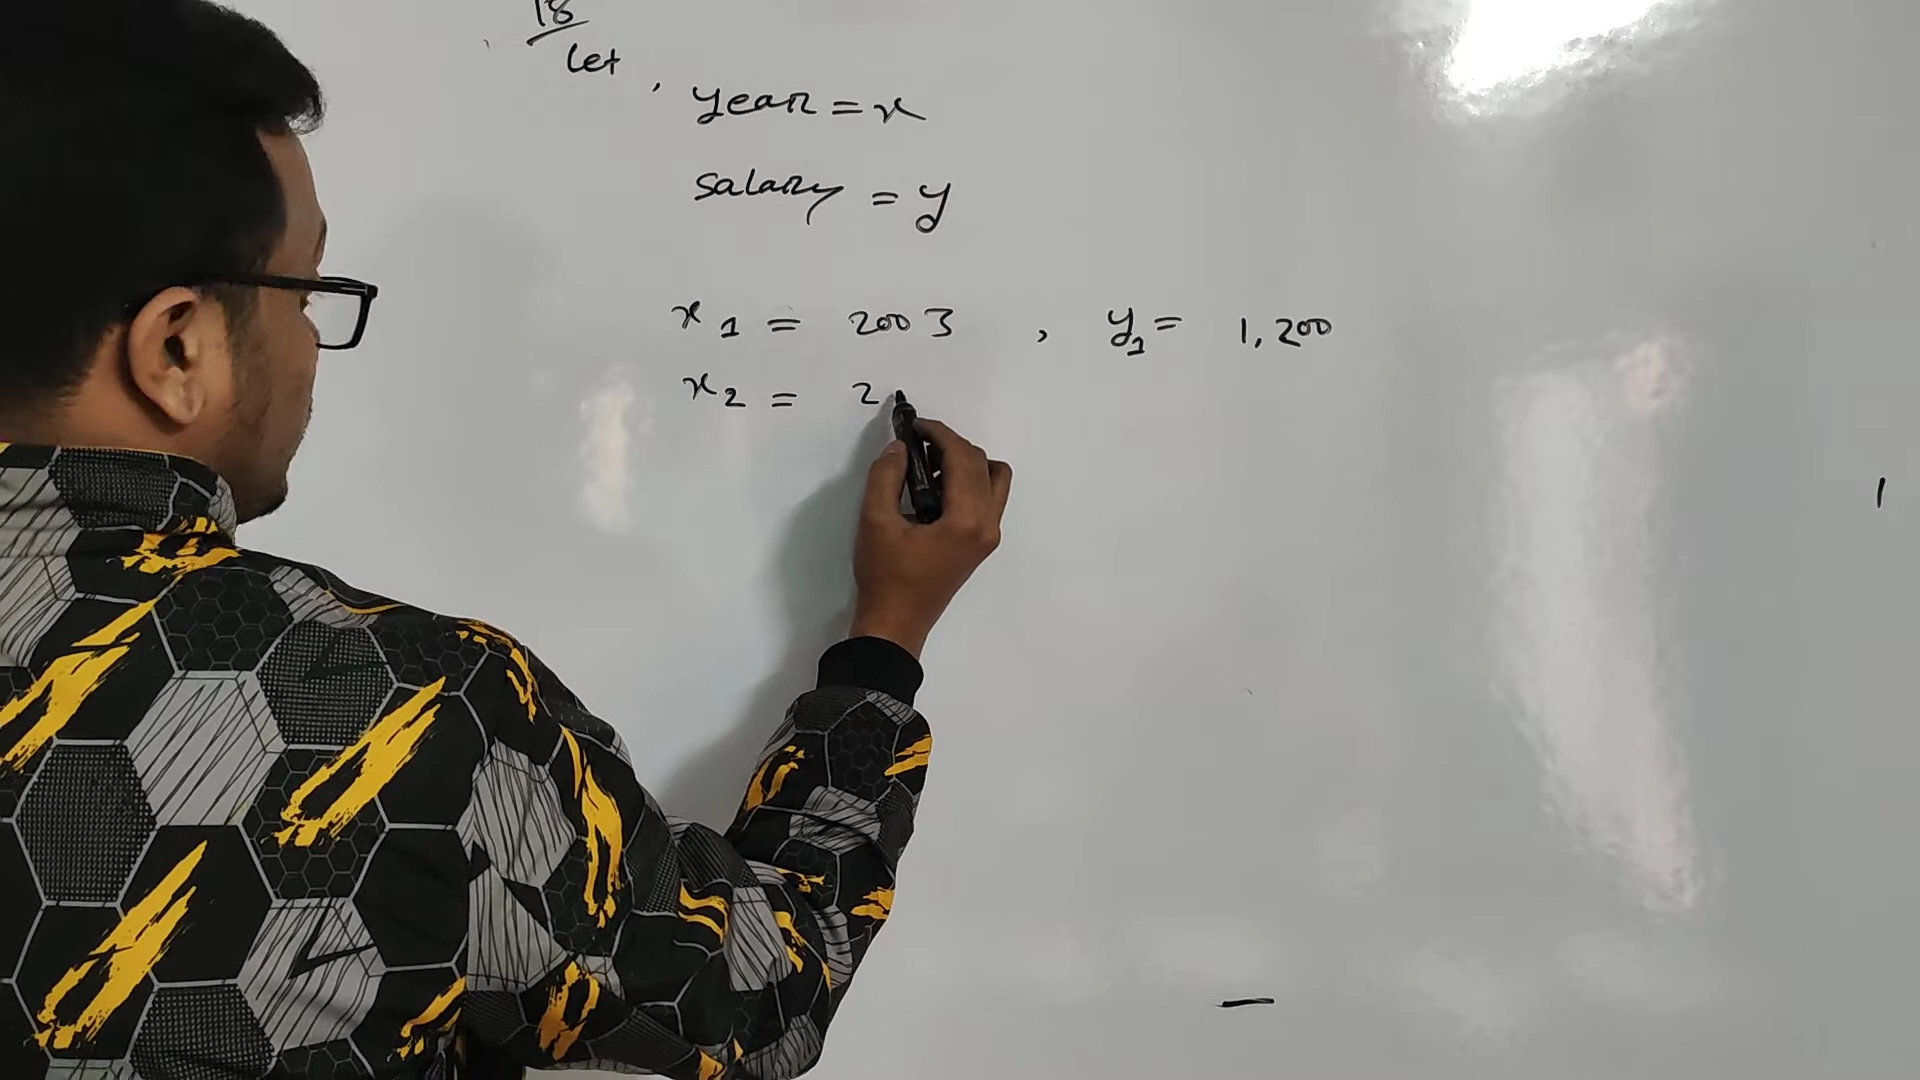 18
Let,
year = x
salary = y
x1 = 2003, y1 = 1,200
x2 = 2